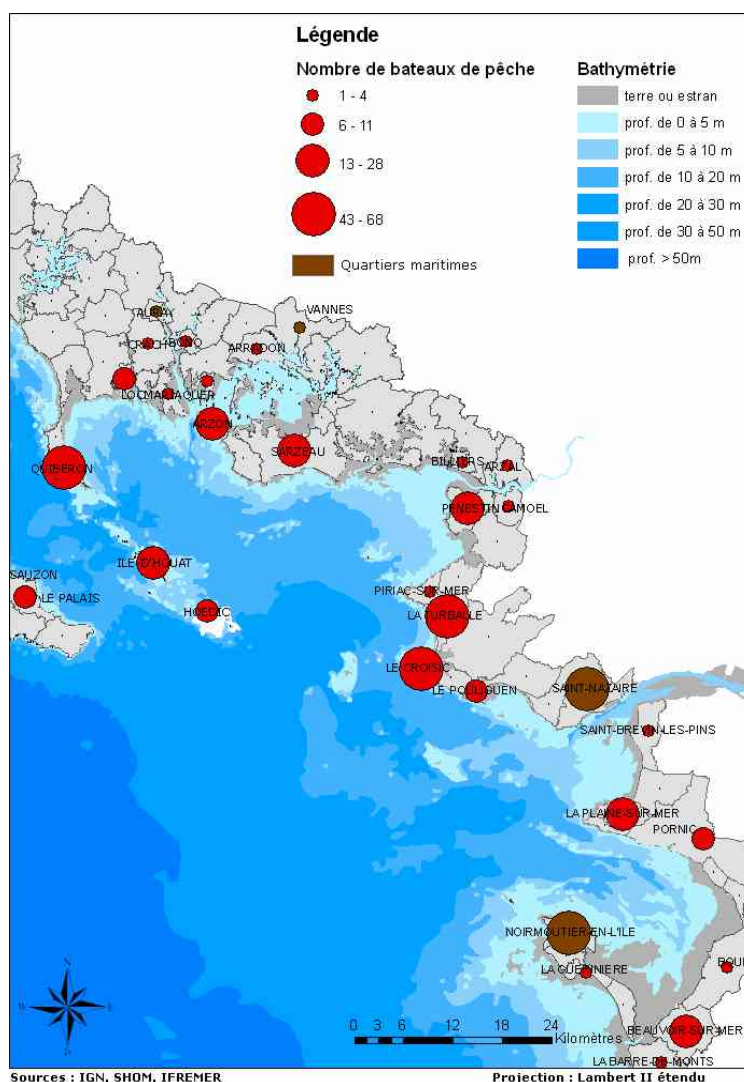 Légende
Nombre de bateaux de pêche
1 - 4
6 - 11
13 - 28
43 - 68
Quartiers maritimes
Bathymétrie
terre ou estran
prof. de 0 à 5 m
prof. de 5 à 10 m
prof. de 10 à 20 m
prof. de 20 à 30 m
prof. de 30 à 50 m
prof. > 50m
AURAY
VANNES
CRACH
BONO
ARRADON
LOCMARIAQUER
ARZON
SARZEAU
QUIBERON
BILLIERS
ARZAL
PENESTIN
CAMOEL
ILE D'HOUAT
SAUZON
LE PALAIS
HOEDIC
PIRIAC-SUR-MER
LA TURBALLE
LE CROISIC
LE POULIGUEN
SAINT-NAZAIRE
SAINT-BREVIN-LES-PINS
LA PLAINE-SUR-MER
PORNIC
NOIRMOUTIER-EN-L'ILE
LA GUERINIERE
BEAUVOIR-SUR-MER
LA BARRE-DE-MONTS
0 3 6 12 18 24
Kilomètres
N
W
E
S
Sources : IGN, SHOM, IFREMER
Projection : Lambert II étendu